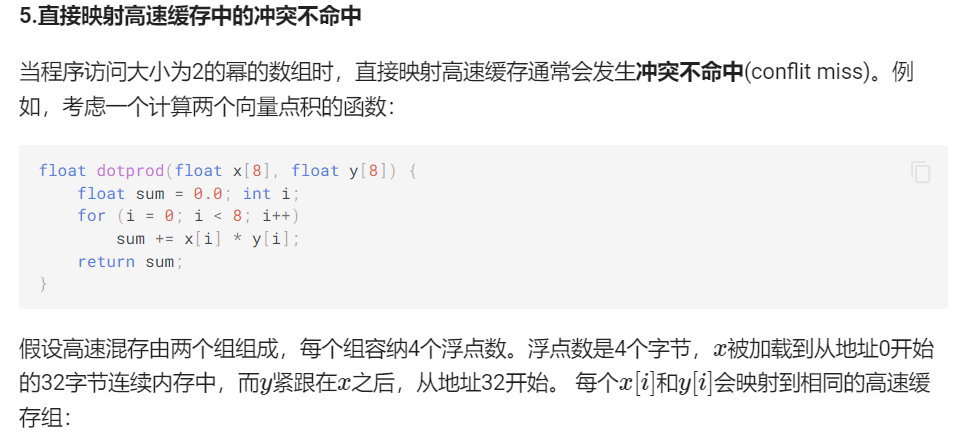 5.直接映射高速缓存中的冲突不命中
当程序访问大小为2的幂的数组时，直接映射高速缓存通常会发生冲突不命中(conflit miss)。例
如，考虑一个计算两个向量点积的函数：
float dotprod(float x[8], float y[8]) {
    float sum = 0.0; int i;
    for (i = 0; i < 8; i++)
        sum += x[i] * y[i];
    return sum;
}
假设高速混存由两个组组成，每个组容纳4个浮点数。浮点数是4个字节，x被加载到从地址0开始
的32字节连续内存中，而y紧跟在x之后，从地址32开始。 每个x[i]和y[i]会映射到相同的高速缓
存组：